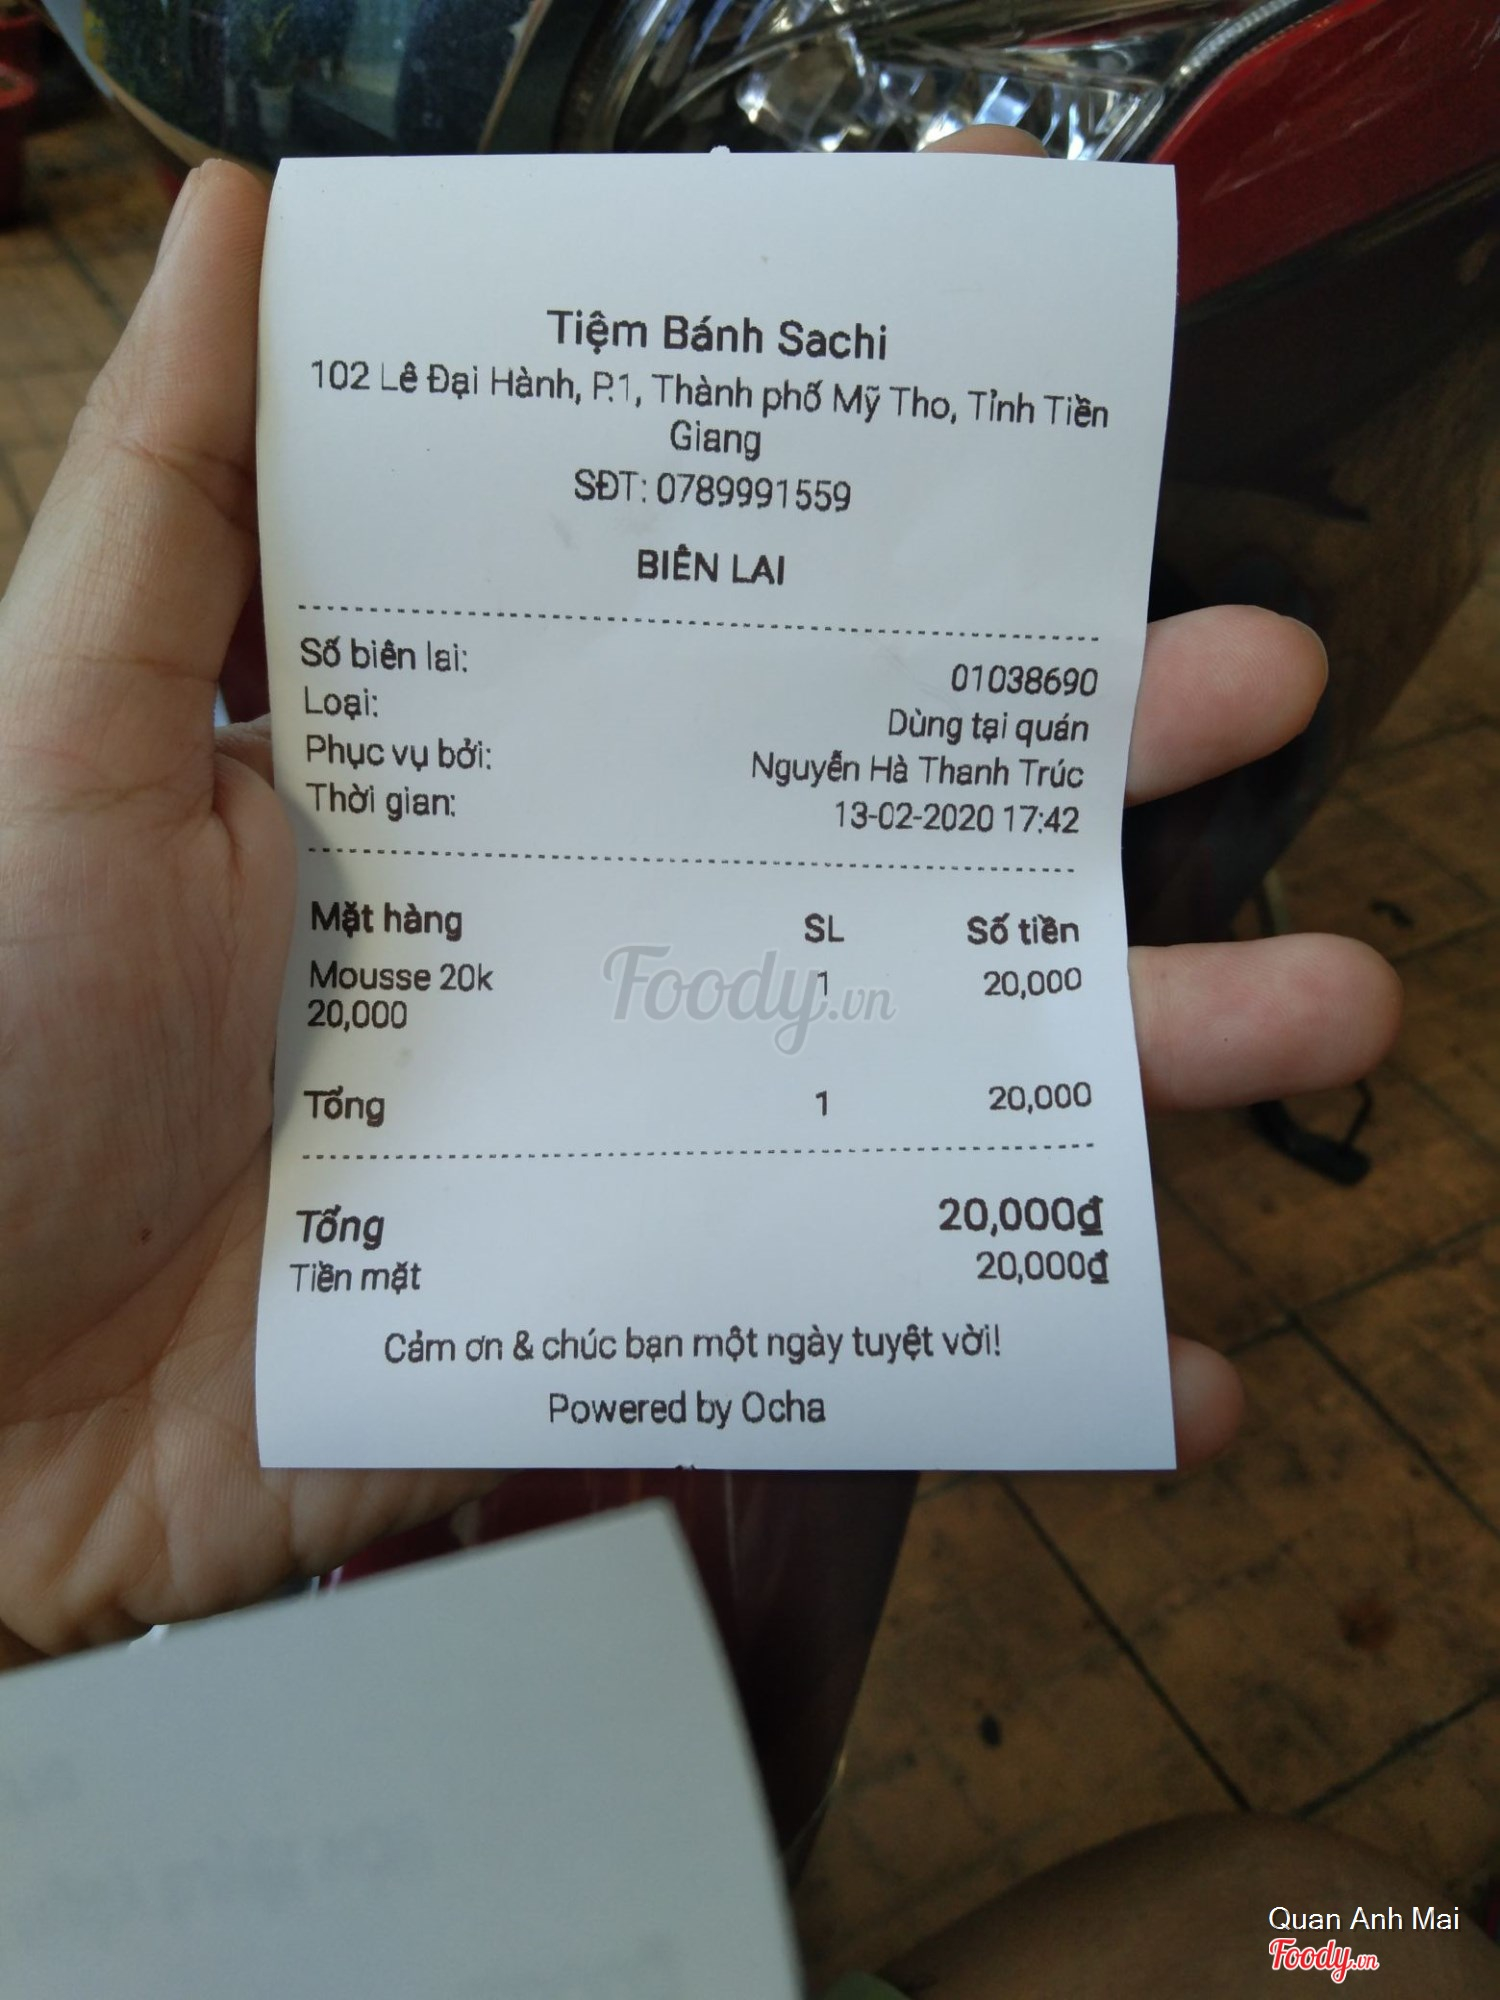 Tiệm Bánh Sachi
102 Lê Đại Hành, P.1, Thành phố Mỹ Tho, Tỉnh Tiền
Giang
SĐT: 0789991559
BIÊN LAI
Số biên lai: 01038690
Loại: Dùng tại quán
Phục vụ bởi: Nguyễn Hà Thanh Trúc
Thời gian: 13-02-2020 17:42
Mặt hàng SL Số tiền
Mousse 20k 1 20,000
20,000
Foody.vn
Tổng 1 20,000
Tổng 20,000₫
Tiền mặt 20,000₫
Cảm ơn & chúc bạn một ngày tuyệt vời!
Powered by Ocha
Quan Anh Mai
Foody.vn